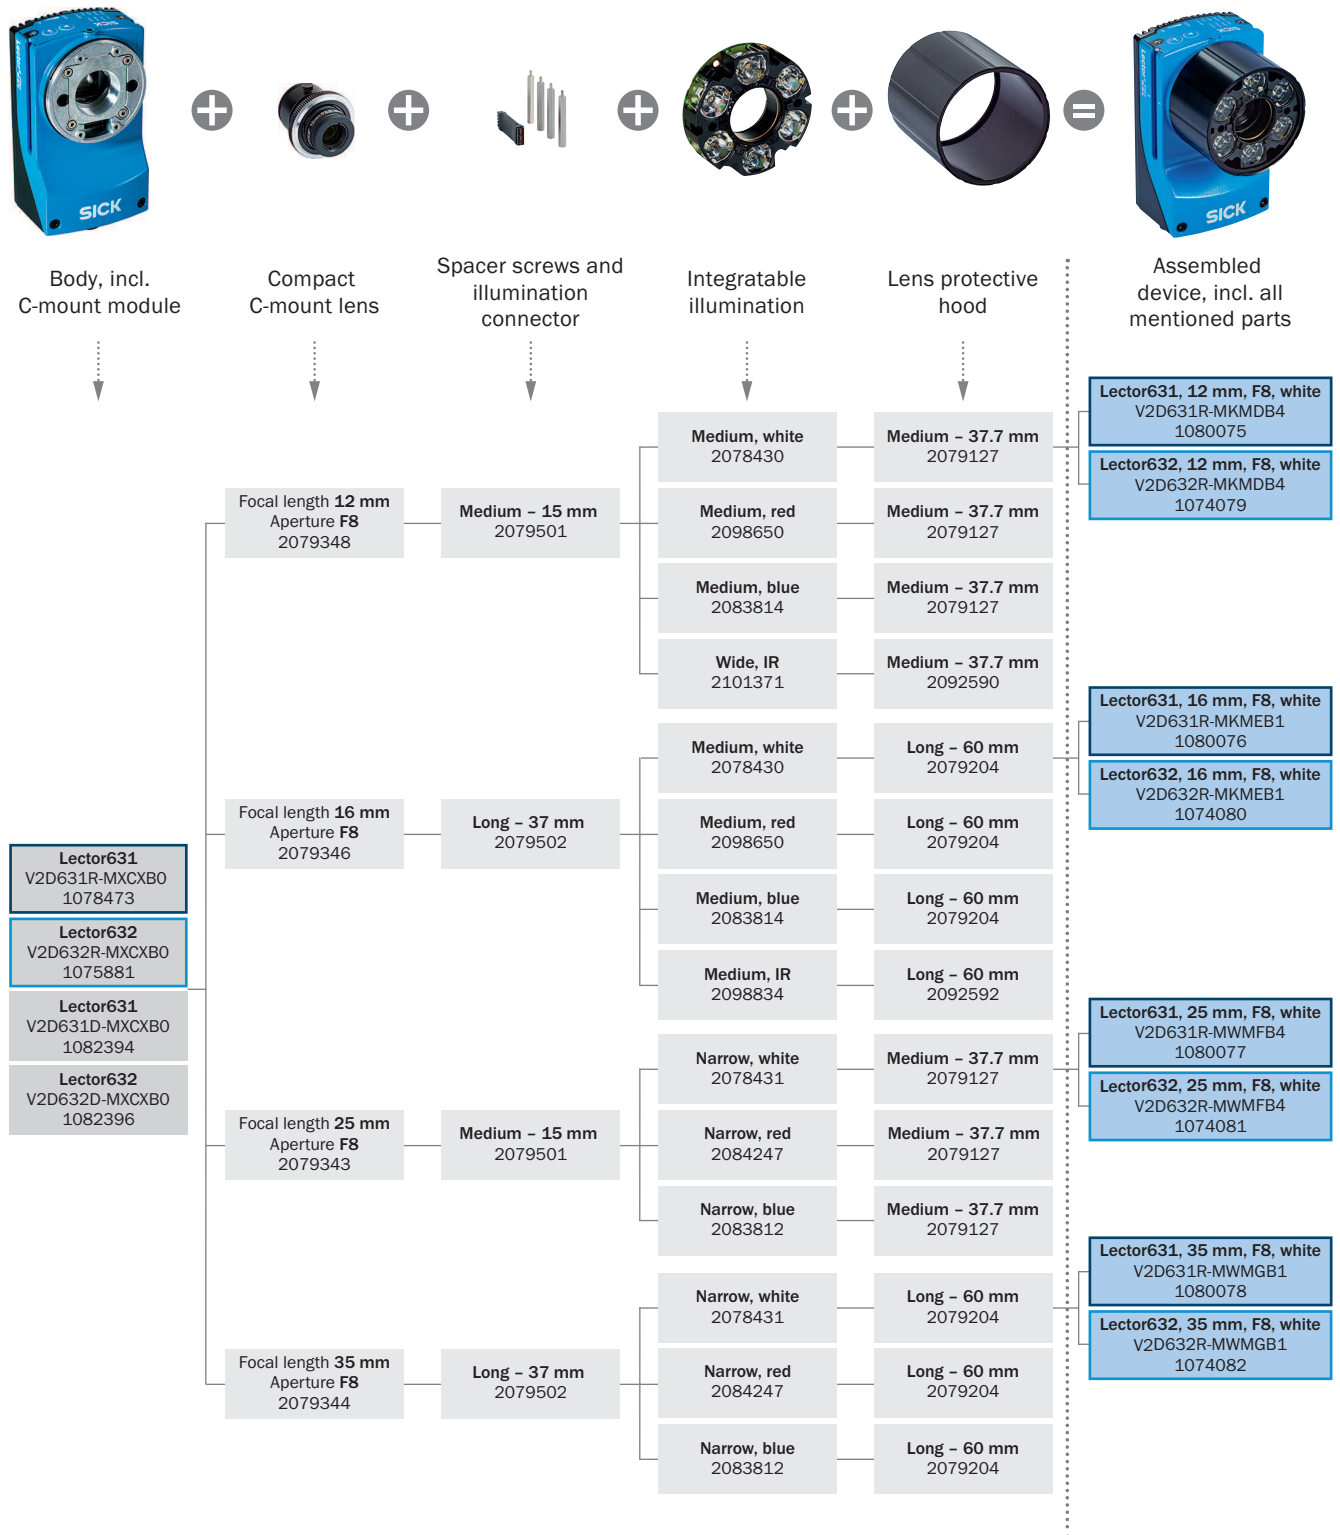 SICK
SICK
Body, incl.
C-mount module
Compact
C-mount lens
Spacer screws and
illumination
connector
Integratable
illumination
Lens protective
hood
Assembled
device, incl. all
mentioned parts
Lector631
V2D631R-MXCXB0
1078473
Lector632
V2D632R-MXCXB0
1075881
Lector631
V2D631D-MXCXB0
1082394
Lector632
V2D632D-MXCXB0
1082396
Focal length 12 mm
Aperture F8
2079348
Medium – 15 mm
2079501
Medium, white
2078430
Medium – 37.7 mm
2079127
Medium, red
2098650
Medium – 37.7 mm
2079127
Medium, blue
2083814
Medium – 37.7 mm
2079127
Wide, IR
2101371
Medium – 37.7 mm
2092590
Lector631, 12 mm, F8, white
V2D631R-MKMDB4
1080075
Lector632, 12 mm, F8, white
V2D632R-MKMDB4
1074079
Focal length 16 mm
Aperture F8
2079346
Long – 37 mm
2079502
Medium, white
2078430
Long – 60 mm
2079204
Medium, red
2098650
Long – 60 mm
2079204
Medium, blue
2083814
Long – 60 mm
2079204
Medium, IR
2098834
Long – 60 mm
2092592
Lector631, 16 mm, F8, white
V2D631R-MKMEB1
1080076
Lector632, 16 mm, F8, white
V2D632R-MKMEB1
1074080
Focal length 25 mm
Aperture F8
2079343
Medium – 15 mm
2079501
Narrow, white
2078431
Medium – 37.7 mm
2079127
Narrow, red
2084247
Medium – 37.7 mm
2079127
Narrow, blue
2083812
Medium – 37.7 mm
2079127
Lector631, 25 mm, F8, white
V2D631R-MWMFB4
1080077
Lector632, 25 mm, F8, white
V2D632R-MWMFB4
1074081
Focal length 35 mm
Aperture F8
2079344
Long – 37 mm
2079502
Narrow, white
2078431
Long – 60 mm
2079204
Narrow, red
2084247
Long – 60 mm
2079204
Narrow, blue
2083812
Long – 60 mm
2079204
Lector631, 35 mm, F8, white
V2D631R-MWMGB1
1080078
Lector632, 35 mm, F8, white
V2D632R-MWMGB1
1074082